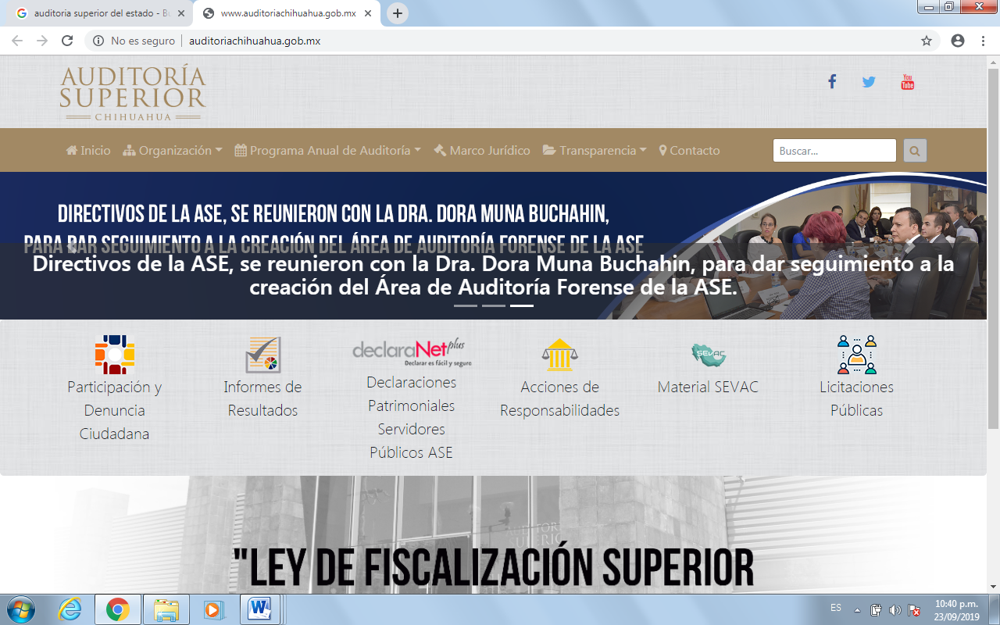 auditoria superior del estado - Bu
www.auditoriachihuahua.gob.mx
No es seguro
auditoriachihuahua.gob.mx
AUDITORÍA
SUPERIOR
CHIHUAHUA
You
Tube
Inicio
Organización
Programa Anual de Auditoría
Marco Jurídico
Transparencia
Contacto
Buscar...
DIRECTIVOS DE LA ASE, SE REUNIERON CON LA DRA. DORA MUNA BUCHAHIN,
PARA DAR SEGUIMIENTO A LA CREACIÓN DEL ÁREA DE AUDITORÍA FORENSE DE LA ASE
Directivos de la ASE, se reunieron con la Dra. Dora Muna Buchahin, para dar seguimiento a la
creación del Área de Auditoría Forense de la ASE.
Participación y
Denuncia
Ciudadana
Informes de
Resultados
declaraNetplus
Declarar es fácil y seguro
Declaraciones
Patrimoniales
Servidores
Públicos ASE
Acciones de
Responsabilidades
SEVAC
Material SEVAC
Licitaciones
Públicas
AUDITORÍA
SUPERIOR
"LEY DE FISCALIZACIÓN SUPERIOR
ES
10:40 p.m.
23/09/2019